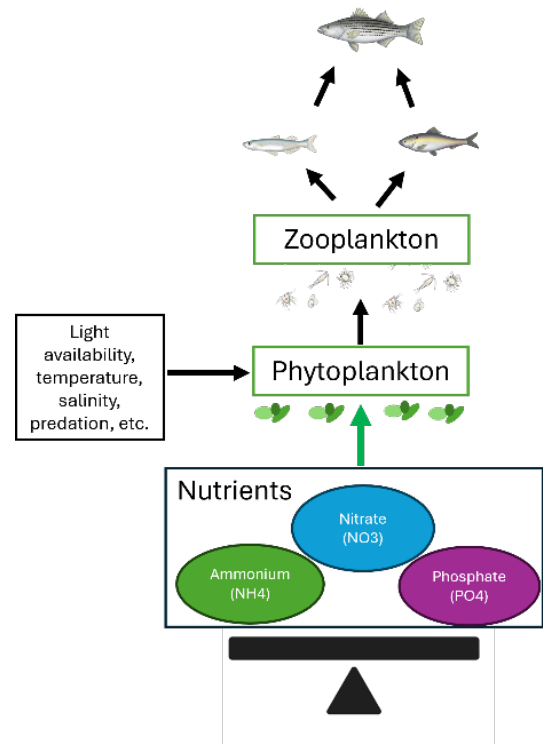 Zooplankton
Light
availability,
temperature,
salinity,
predation, etc.
Phytoplankton
Nutrients
Nitrate
(NO3)
Ammonium
(NH4)
Phosphate
(PO4)